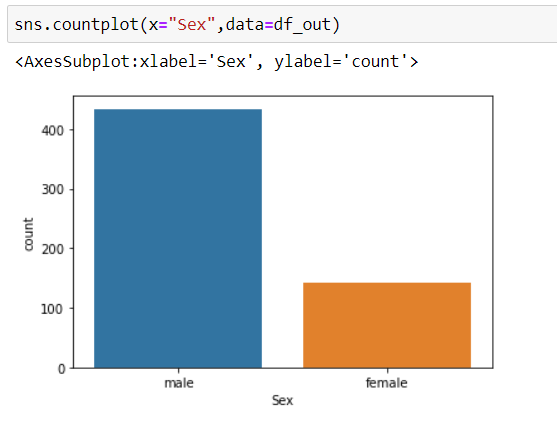 sns.countplot(x="Sex",data=df_out)
<AxesSubplot:xlabel='Sex', ylabel='count'>
400
300
200
100
0
count
male
female
Sex